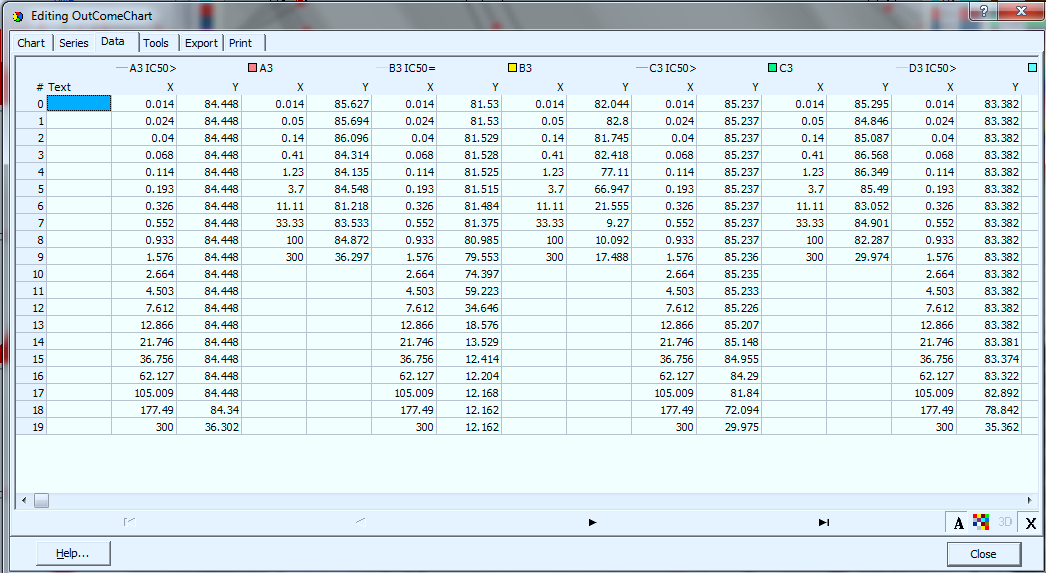 Editing OutComeChart
Chart Series Data Tools Export Print
A3 IC50> A3 B3 IC50= B3 C3 IC50> C3 D3 IC50>
# Text X Y X Y X Y X Y X Y X Y X Y
0 0.014 84.448 0.014 85.627 0.014 81.53 0.014 82.044 0.014 85.237 0.014 85.295 0.014 83.382
1 0.024 84.448 0.05 85.694 0.024 81.53 0.05 82.8 0.024 85.237 0.05 84.846 0.024 83.382
2 0.04 84.448 0.14 86.096 0.04 81.529 0.14 81.745 0.04 85.237 0.14 85.087 0.04 83.382
3 0.068 84.448 0.41 84.314 0.068 81.528 0.41 82.418 0.068 85.237 0.41 86.568 0.068 83.382
4 0.114 84.448 1.23 84.135 0.114 81.525 1.23 77.11 0.114 85.237 1.23 86.349 0.114 83.382
5 0.193 84.448 3.7 84.548 0.193 81.515 3.7 66.947 0.193 85.237 3.7 85.49 0.193 83.382
6 0.326 84.448 11.11 81.218 0.326 81.484 11.11 21.555 0.326 85.237 11.11 83.052 0.326 83.382
7 0.552 84.448 33.33 83.533 0.552 81.375 33.33 9.27 0.552 85.237 33.33 84.901 0.552 83.382
8 0.933 84.448 100 84.872 0.933 80.985 100 10.092 0.933 85.237 100 82.287 0.933 83.382
9 1.576 84.448 300 36.297 1.576 79.553 300 17.488 1.576 85.236 300 29.974 1.576 83.382
10 2.664 84.448 2.664 74.397 2.664 85.235 2.664 83.382
11 4.503 84.448 4.503 59.223 4.503 85.233 4.503 83.382
12 7.612 84.448 7.612 34.646 7.612 85.226 7.612 83.382
13 12.866 84.448 12.866 18.576 12.866 85.207 12.866 83.382
14 21.746 84.448 21.746 13.529 21.746 85.148 21.746 83.381
15 36.756 84.448 36.756 12.414 36.756 84.955 36.756 83.374
16 62.127 84.448 62.127 12.204 62.127 84.29 62.127 83.322
17 105.009 84.448 105.009 12.168 105.009 81.84 105.009 82.892
18 177.49 84.34 177.49 12.162 177.49 72.094 177.49 78.842
19 300 36.302 300 12.162 300 29.975 300 35.362
A 3D X
Help... Close